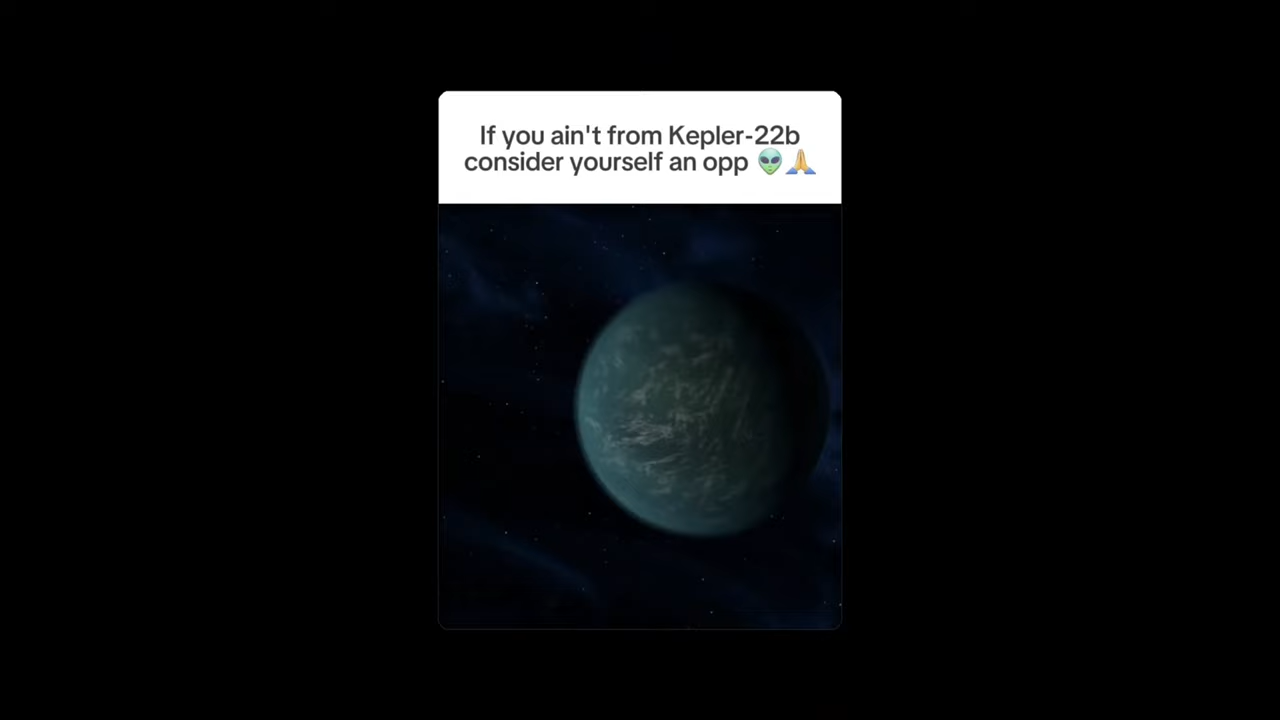 If you ain't from Kepler-22b
consider yourself an opp 👽🙏